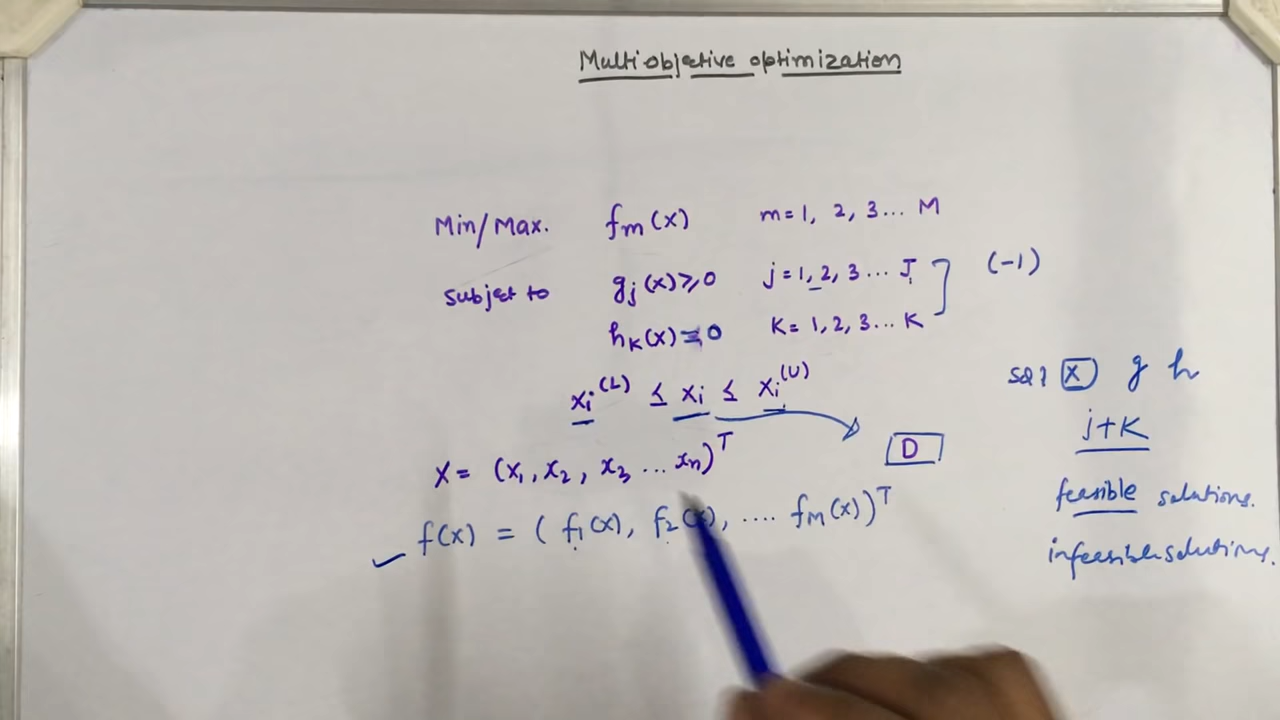 Multiobjective optimization
Min/Max. fm(x) m=1, 2, 3... M
subject to gj(x)≥0 j=1, 2, 3... J (-1)
hK(x)=0 K= 1, 2, 3... K
xi(L) ≤ xi ≤ xi(U)
X= (x1, x2, x3 ... xn)T
f(x) = ( f1(x), f2(x), .... fM(x))T
D
x g h
j+K
feasible solutions.
infeasible solutions.